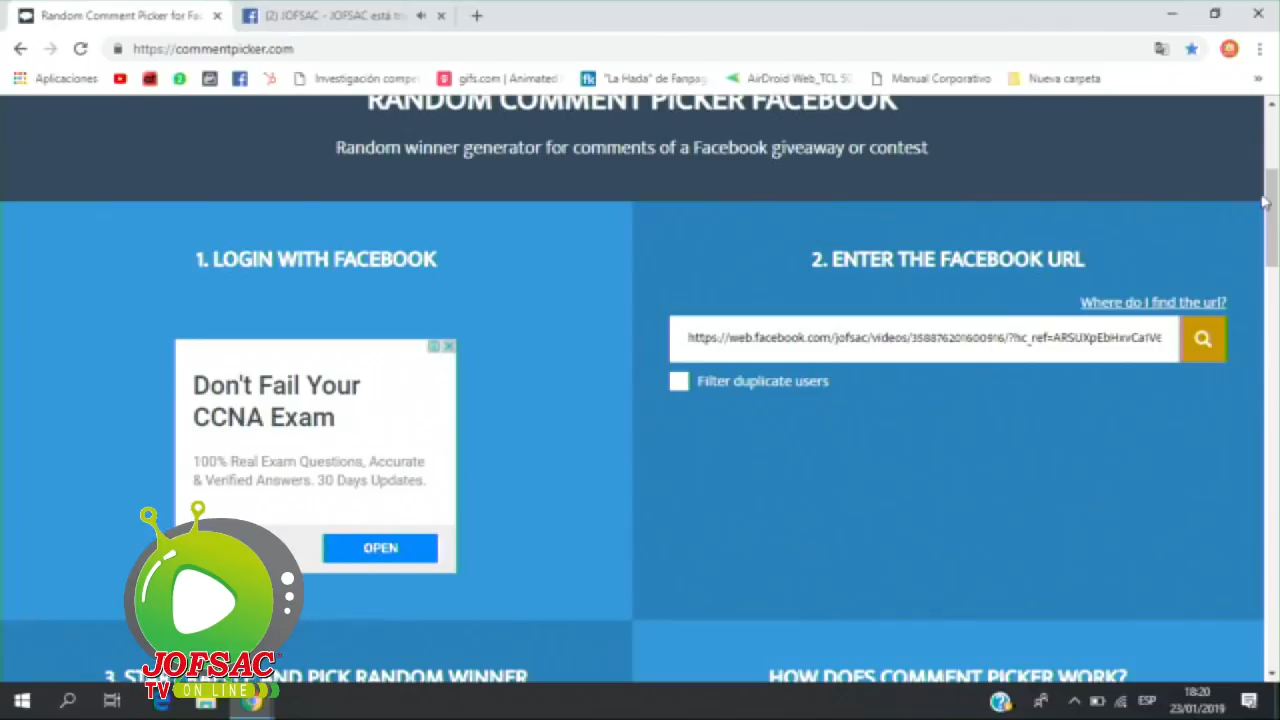 Random Comment Picker for Fa
(2) JOFSAC - JOFSAC está tr
https://commentpicker.com
Aplicaciones
Investigación compe
gifs.com | Animated
"La Hada" de Fanpag
AirDroid Web_TCL 50
Manual Corporativo
Nueva carpeta
RANDOM COMMENT PICKER FACEBOOK
Random winner generator for comments of a Facebook giveaway or contest
1. LOGIN WITH FACEBOOK
2. ENTER THE FACEBOOK URL
Where do I find the url?
https://web.facebook.com/jofsac/videos/358876201600916/?hc_ref=
Filter duplicate users
Don't Fail Your
CCNA Exam
100% Real Exam Questions, Accurate
& Verified Answers. 30 Days Updates.
OPEN
3. ST
ND PICK RANDOM WINNER
HOW DOES COMMENT PICKER WORK?
JOFSAC
TV ON LINE
ESP
18:20
23/01/2019